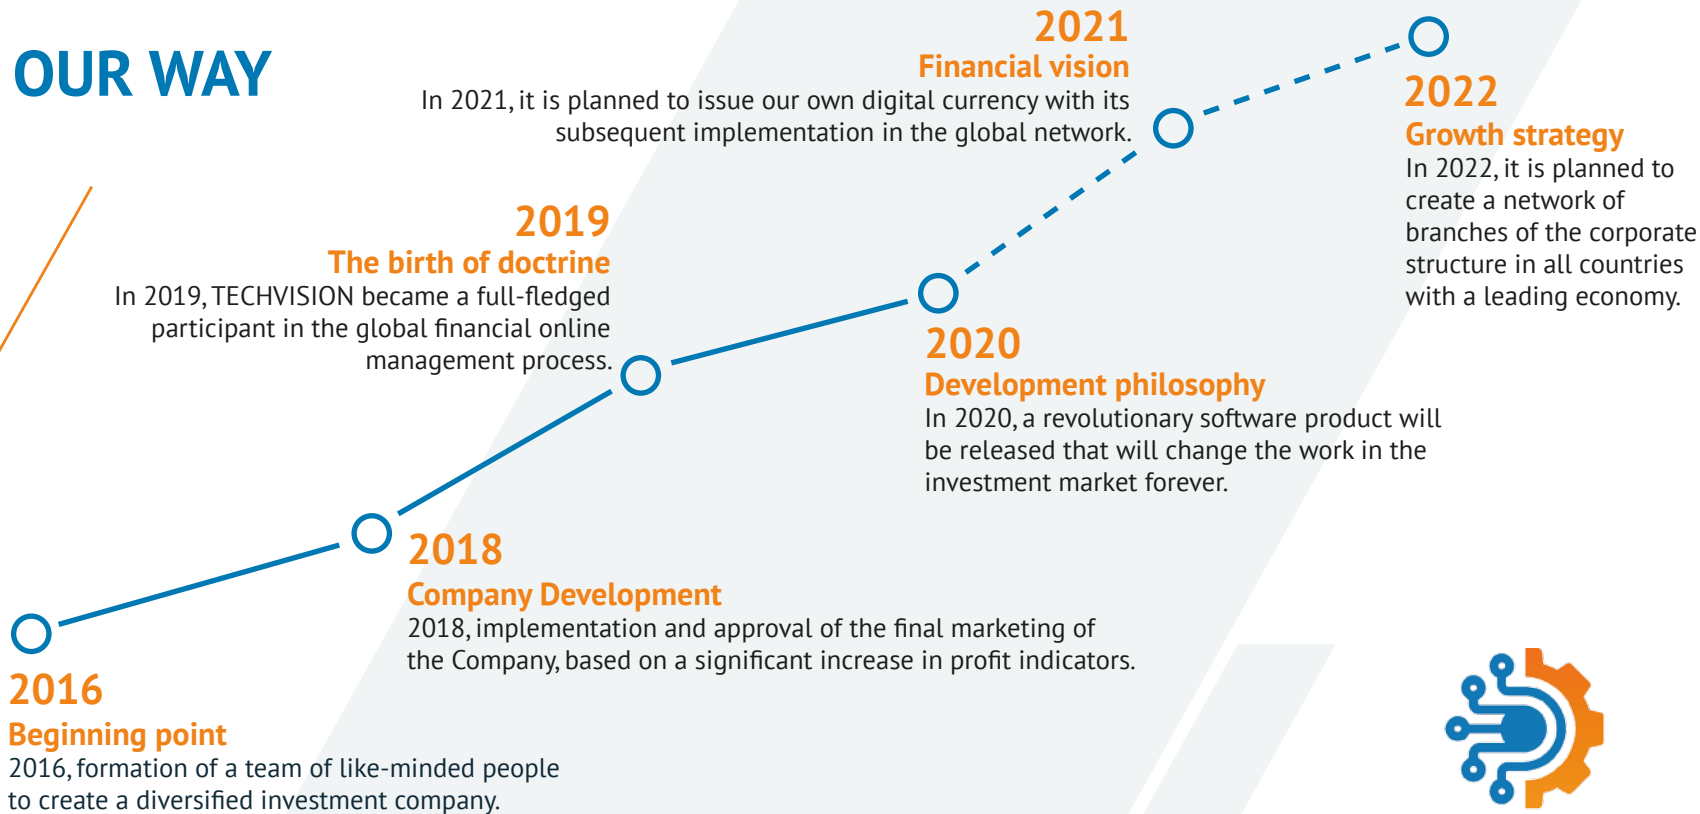 OUR WAY
2021
Financial vision
In 2021, it is planned to issue our own digital currency with its
subsequent implementation in the global network.
2022
Growth strategy
In 2022, it is planned to
create a network of
branches of the corporate
structure in all countries
with a leading economy.
2019
The birth of doctrine
In 2019, TECHVISION became a full-fledged
participant in the global financial online
management process.
2020
Development philosophy
In 2020, a revolutionary software product will
be released that will change the work in the
investment market forever.
2018
Company Development
2018, implementation and approval of the final marketing of
the Company, based on a significant increase in profit indicators.
2016
Beginning point
2016, formation of a team of like-minded people
to create a diversified investment company.